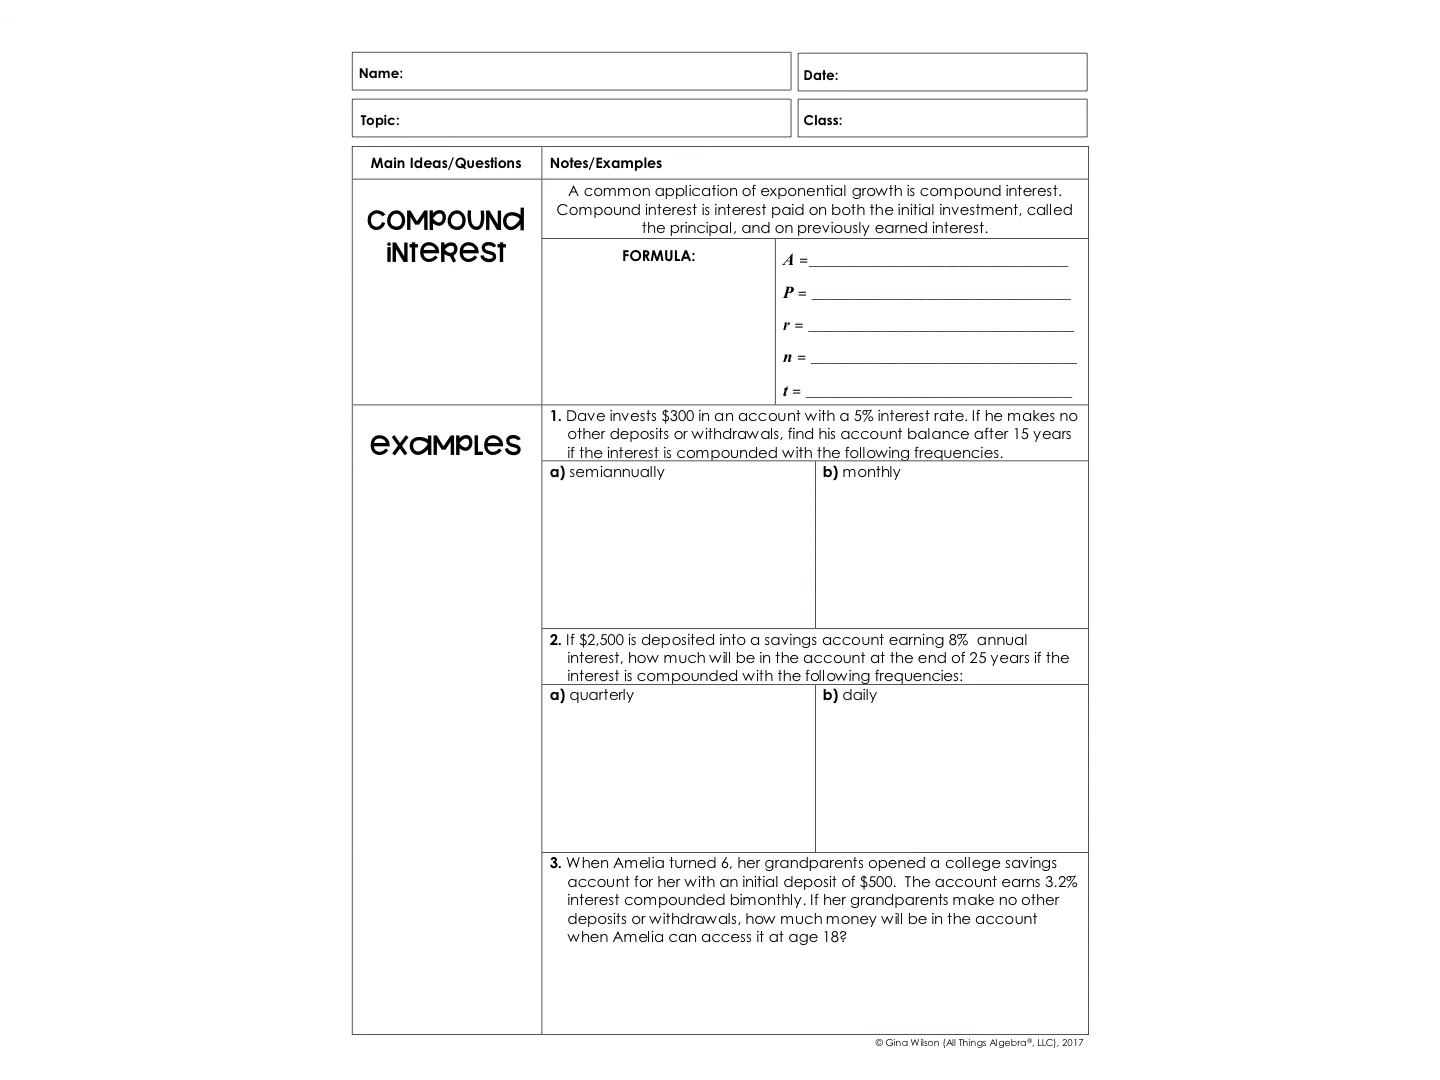 Name:
Date:
Topic:
Class:
Main Ideas/Questions
Notes/Examples
COMPOUND
INTEREST
A common application of exponential growth is compound interest.
Compound interest is interest paid on both the initial investment, called
the principal, and on previously earned interest.
FORMULA:
A =________________________________
P = ________________________________
r = _________________________________
n = _________________________________
t = _________________________________
EXAMPLES
1. Dave invests $300 in an account with a 5% interest rate. If he makes no
other deposits or withdrawals, find his account balance after 15 years
if the interest is compounded with the following frequencies.
a) semiannually
b) monthly
2. If $2,500 is deposited into a savings account earning 8% annual
interest, how much will be in the account at the end of 25 years if the
interest is compounded with the following frequencies:
a) quarterly
b) daily
3. When Amelia turned 6, her grandparents opened a college savings
account for her with an initial deposit of $500. The account earns 3.2%
interest compounded bimonthly. If her grandparents make no other
deposits or withdrawals, how much money will be in the account
when Amelia can access it at age 18?
© Gina Wilson (All Things Algebra®, LLC), 2017